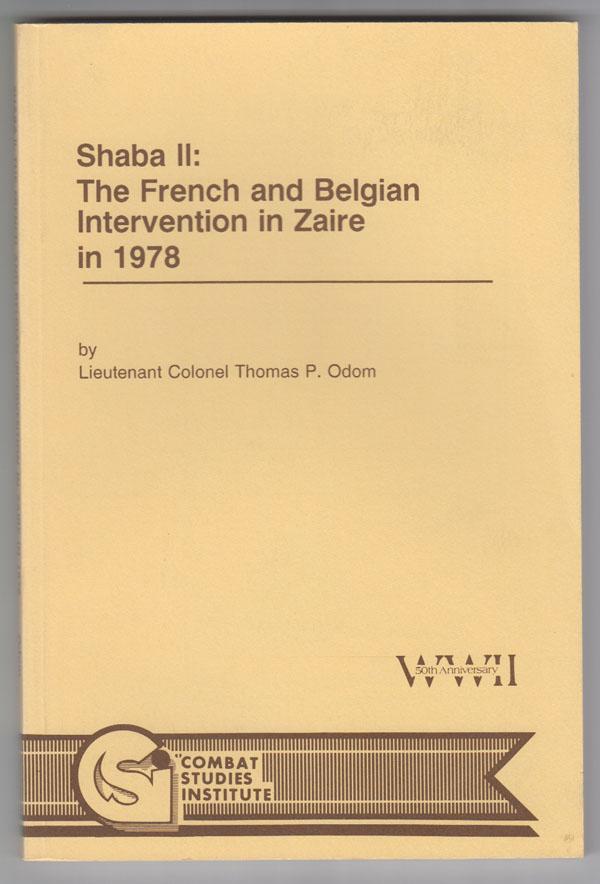 Shaba II:
The French and Belgian
Intervention in Zaire
in 1978
by
Lieutenant Colonel Thomas P. Odom
WWII
50th Anniversary
CSI
COMBAT
STUDIES
INSTITUTE